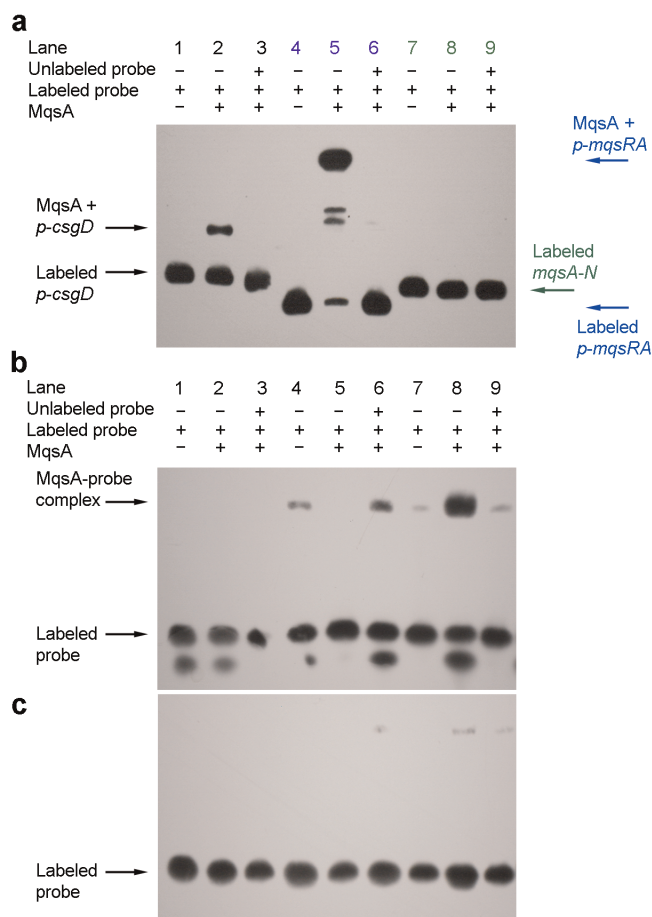 a
Lane 1 2 3 4 5 6 7 8 9
Unlabeled probe − − + − − + − − +
Labeled probe + + + + + + + + +
MqsA − + + − + + − + +
MqsA +
p-mqsRA
MqsA +
p-csgD
Labeled
p-csgD
Labeled
mqsA-N
Labeled
p-mqsRA
b
Lane 1 2 3 4 5 6 7 8 9
Unlabeled probe − − + − − + − − +
Labeled probe + + + + + + + + +
MqsA − + + − + + − + +
MqsA-probe
complex
Labeled
probe
c
Labeled
probe